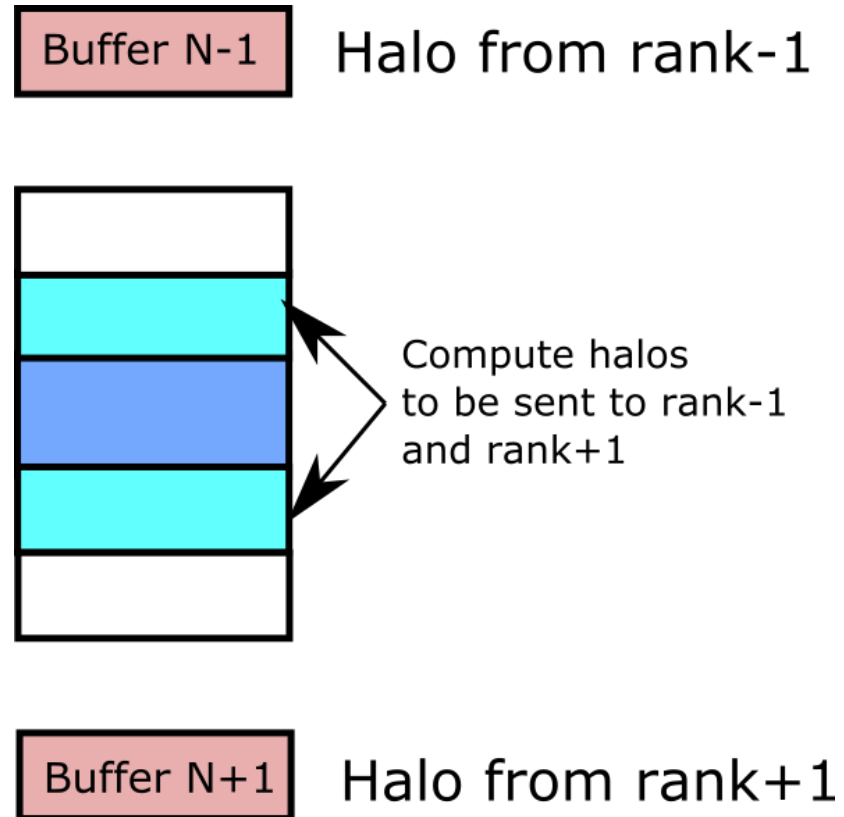 Buffer N-1
Halo from rank-1
Compute halos
to be sent to rank-1
and rank+1
Buffer N+1
Halo from rank+1